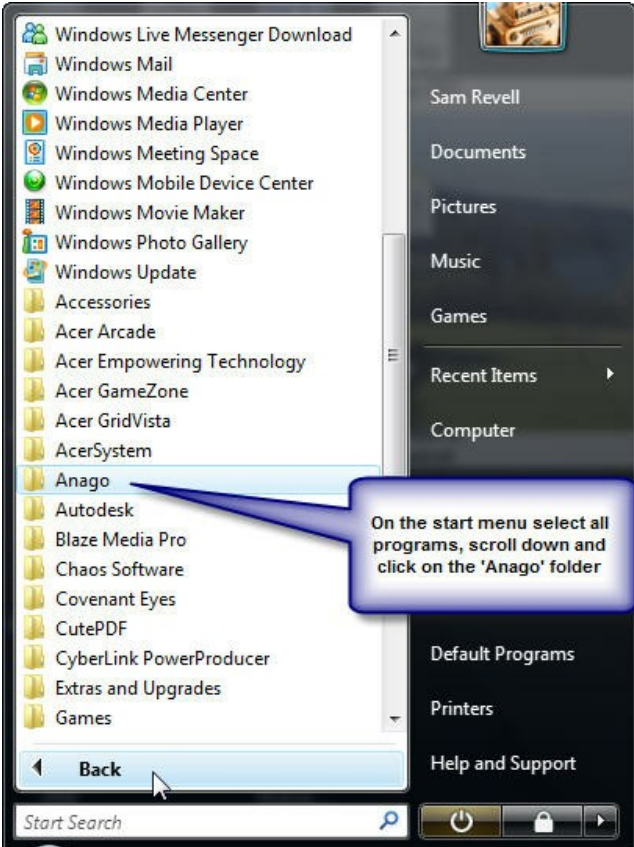 Windows Live Messenger Download
Windows Mail
Windows Media Center
Windows Media Player
Windows Meeting Space
Windows Mobile Device Center
Windows Movie Maker
Windows Photo Gallery
Windows Update
Accessories
Acer Arcade
Acer Empowering Technology
Acer GameZone
Acer GridVista
AcerSystem
Anago
Autodesk
Blaze Media Pro
Chaos Software
Covenant Eyes
CutePDF
CyberLink PowerProducer
Extras and Upgrades
Games
Back
Start Search
Sam Revell
Documents
Pictures
Music
Games
Recent Items
Computer
On the start menu select all
programs, scroll down and
click on the 'Anago' folder
Default Programs
Printers
Help and Support